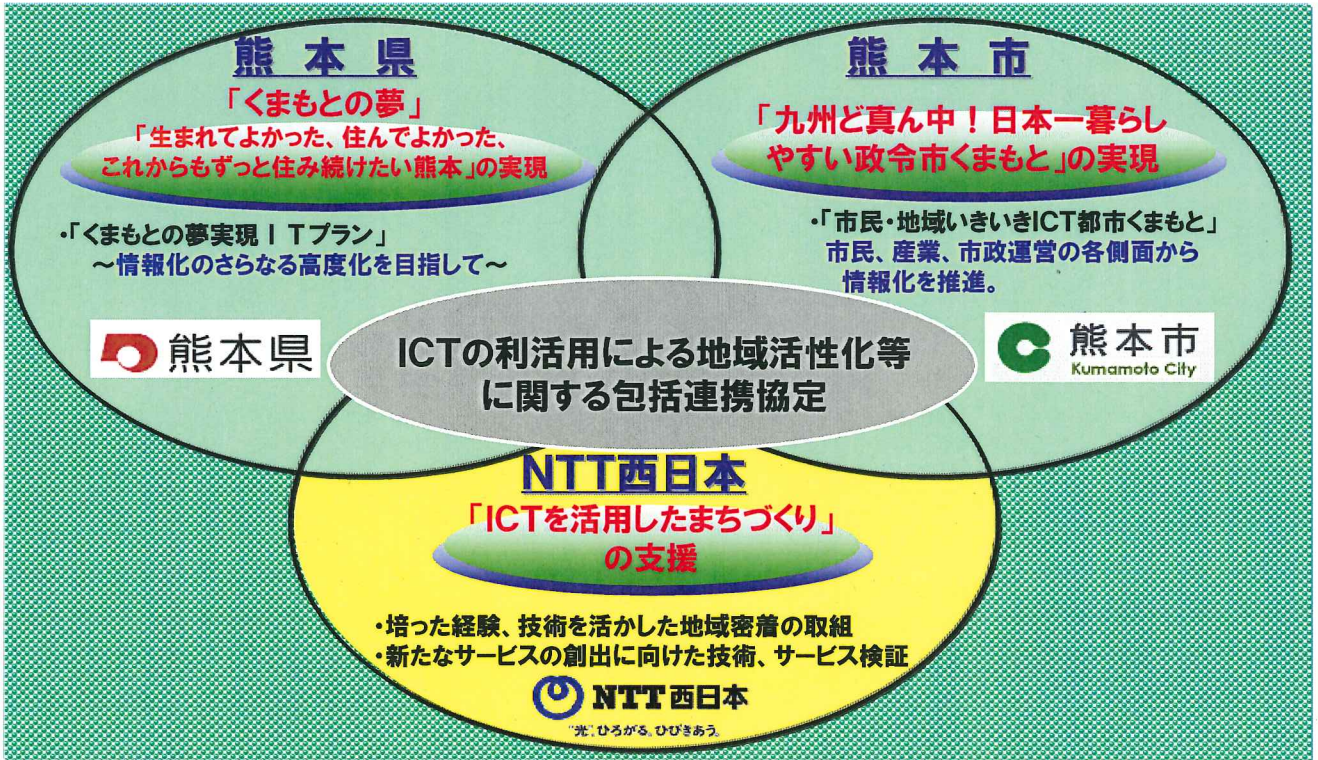 熊本県
「くまもとの夢」
「生まれてよかった、住んでよかった、
これからもずっと住み続けたい熊本」の実現
・「くまもとの夢実現ＩＴプラン」
～情報化のさらなる高度化を目指して～
熊本県
熊本市
「九州ど真ん中！日本一暮らし
やすい政令市くまもと」の実現
・「市民・地域いきいきICT都市くまもと」
市民、産業、市政運営の各側面から
情報化を推進。
熊本市
Kumamoto City
ICTの利活用による地域活性化等
に関する包括連携協定
NTT西日本
「ICTを活用したまちづくり」
の支援
・培った経験、技術を活かした地域密着の取組
・新たなサービスの創出に向けた技術、サービス検証
NTT西日本
“光”、ひろがる。ひびきあう。